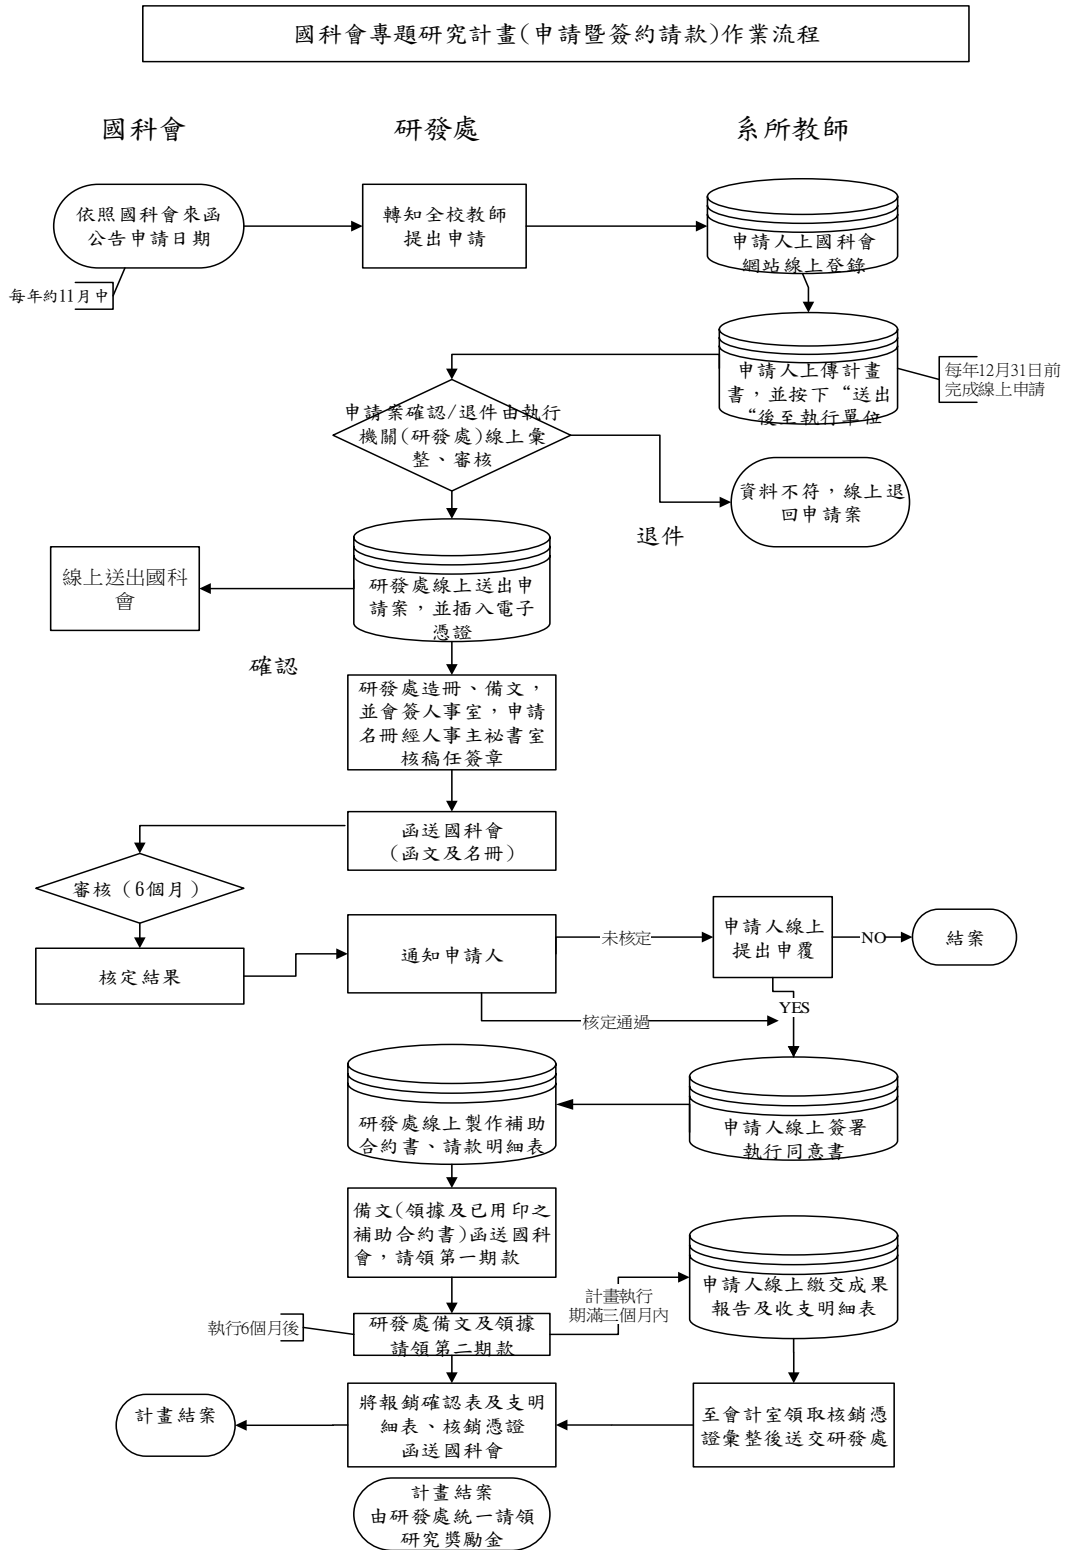 國科會專題研究計畫(申請暨簽約請款)作業流程
國科會
研發處
系所教師
依照國科會來函
公告申請日期
轉知全校教師
提出申請
申請人上國科會
網站線上登錄
每年約11月中
申請人上傳計畫
書，並按下“送出
“後至執行單位
每年12月31日前
完成線上申請
申請案確認/退件由執行
機關(研發處)線上彙
整、審核
資料不符，線上退
回申請案
退件
線上送出國科
會
研發處線上送出申
請案，並插入電子
憑證
確認
研發處造冊、備文，
並會簽人事室，申請
名冊經人事主祕書室
核稿任簽章
函送國科會
（函文及名冊）
審核（6個月）
核定結果
通知申請人
未核定
申請人線上
提出申覆
NO
結案
核定通過
YES
研發處線上製作補助
合約書、請款明細表
申請人線上簽署
執行同意書
備文(領據及已用印之
補助合約書)函送國科
會，請領第一期款
申請人線上繳交成果
報告及收支明細表
計畫執行
期滿三個月內
執行6個月後
研發處備文及領據
請領第二期款
計畫結案
將報銷確認表及支明
細表、核銷憑證
函送國科會
至會計室領取核銷憑
證彙整後送交研發處
計畫結案
由研發處統一請領
研究獎勵金